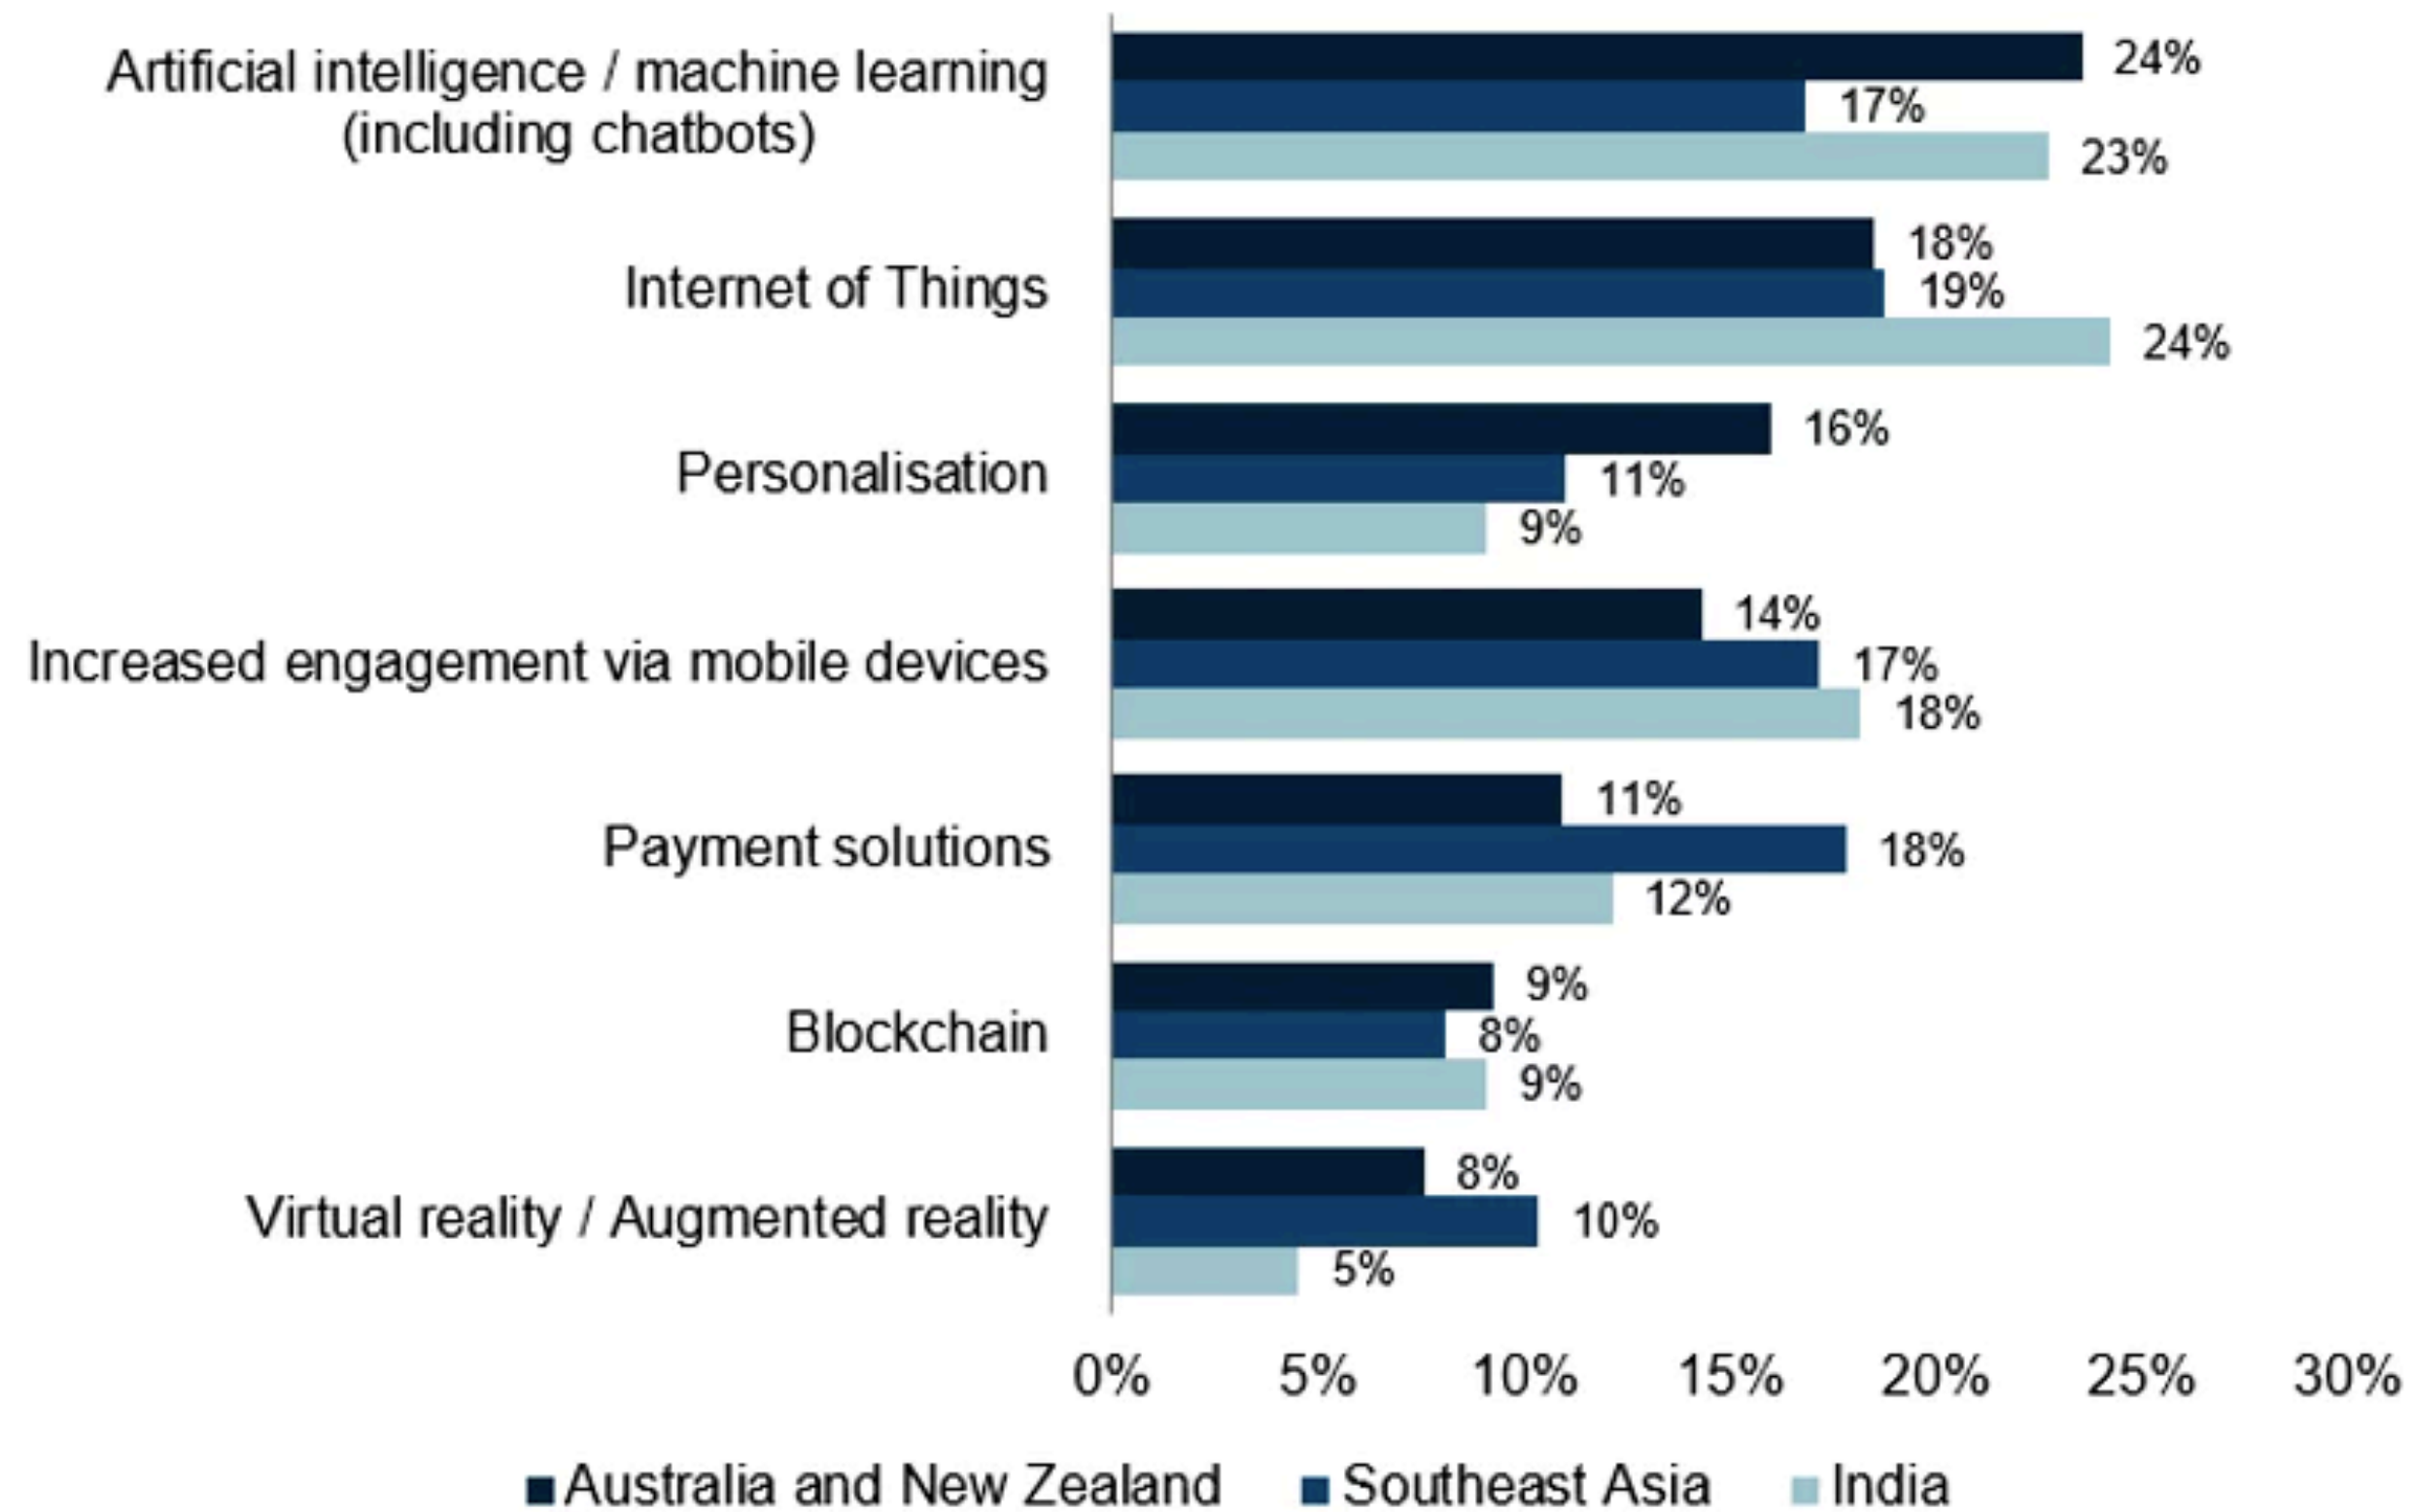 Artificial intelligence / machine learning
(including chatbots)
24%
17%
23%
Internet of Things
18%
19%
24%
Personalisation
16%
11%
9%
Increased engagement via mobile devices
14%
17%
18%
Payment solutions
11%
18%
12%
Blockchain
9%
8%
9%
Virtual reality / Augmented reality
8%
10%
5%
0% 5% 10% 15% 20% 25% 30%
Australia and New Zealand Southeast Asia India